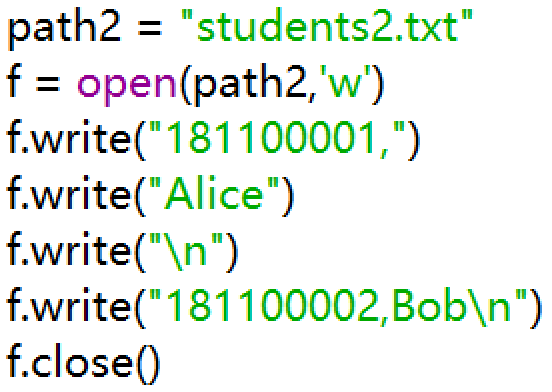 path2 = "students2.txt"
f = open(path2,'w')
f.write("181100001,")
f.write("Alice")
f.write("\n")
f.write("181100002,Bob\n")
f.close()